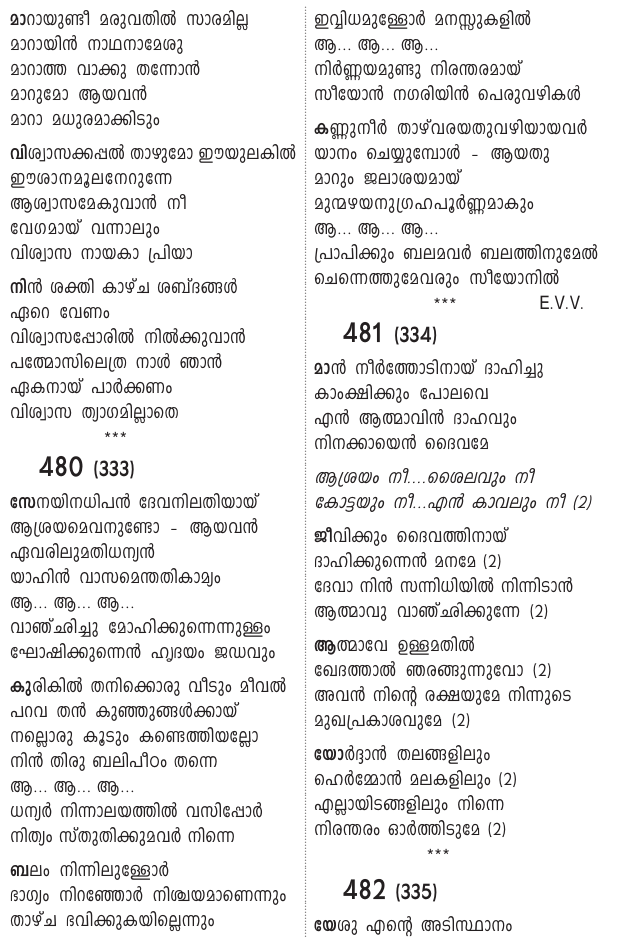 മാറായുണ്ടീ മരുവതിൽ സാരമില്ല
മാറായിൻ നാഥനാമേശു
മാറാത്ത വാക്കു തന്നോൻ
മാറുമോ ആയവൻ
മാറാ മധുരമാക്കിടും
വിശ്വാസക്കപ്പൽ താഴുമോ ഈയുലകിൽ
ഈശാനമൂലനേറുന്നേ
ആശ്വാസമേകുവാൻ നീ
വേഗമായ് വന്നാലും
വിശ്വാസ നായകാ പ്രിയാ
നിൻ ശക്തി കാഴ്ച ശബ്ദങ്ങൾ
ഏറെ വേണം
വിശ്വാസപ്പോരിൽ നിൽക്കുവാൻ
പത്മോസിലെത്ര നാൾ ഞാൻ
ഏകനായ് പാർക്കണം
വിശ്വാസ ത്യാഗമില്ലാതെ
***
480 (333)
സേനയിനധിപൻ ദേവനിലതിയായ്
ആശ്രയമെവനുണ്ടോ - ആയവൻ
ഏവരിലുമതിധന്യൻ
യാഹിൻ വാസമെന്തതികാമ്യം
ആ... ആ... ആ...
വാഞ്ഛിച്ചു മോഹിക്കുന്നെന്നുള്ളം
ഘോഷിക്കുന്നെൻ ഹൃദയം ജഡവും
കുരികിൽ തനിക്കൊരു വീടും മീവൽ
പറവ തൻ കുഞ്ഞുങ്ങൾക്കായ്
നല്ലൊരു കൂടും കണ്ടെത്തിയല്ലോ
നിൻ തിരു ബലിപീഠം തന്നെ
ആ... ആ... ആ...
ധന്യർ നിന്നാലയത്തിൽ വസിപ്പോർ
നിത്യം സ്തുതിക്കുമവർ നിന്നെ
ബലം നിന്നിലുള്ളോർ
ഭാഗ്യം നിറഞ്ഞോർ നിശ്ചയമാണെന്നും
താഴ്ച ഭവിക്കുകയില്ലെന്നും
ഇവ്വിധമുള്ളോർ മനസ്സുകളിൽ
ആ... ആ... ആ...
നിർണ്ണയമുണ്ടു നിരന്തരമായ്
സീയോൻ നഗരിയിൻ പെരുവഴികൾ
കണ്ണുനീർ താഴ്‌വരയതുവഴിയായവർ
യാനം ചെയ്യുമ്പോൾ - ആയതു
മാറും ജലാശയമായ്
മുന്മഴയനുഗ്രഹപൂർണ്ണമാകും
ആ... ആ... ആ...
പ്രാപിക്കും ബലമവർ ബലത്തിനുമേൽ
ചെന്നെത്തുമേവരും സീയോനിൽ
*** E.V.V.
481 (334)
മാൻ നീർത്തോടിനായ് ദാഹിച്ചു
കാംക്ഷിക്കും പോലവെ
എൻ ആത്മാവിൻ ദാഹവും
നിനക്കായെൻ ദൈവമേ
ആശ്രയം നീ....ശൈലവും നീ
കോട്ടയും നീ...എൻ കാവലും നീ (2)
ജീവിക്കും ദൈവത്തിനായ്
ദാഹിക്കുന്നെൻ മനമേ (2)
ദേവാ നിൻ സന്നിധിയിൽ നിന്നിടാൻ
ആത്മാവു വാഞ്ഛിക്കുന്നേ (2)
ആത്മാവേ ഉള്ളമതിൽ
ഖേദത്താൽ ഞരങ്ങുന്നുവോ (2)
അവൻ നിന്റെ രക്ഷയുമേ നിന്നുടെ
മുഖപ്രകാശവുമേ (2)
യോർദ്ദാൻ തലങ്ങളിലും
ഹെർമ്മോൻ മലകളിലും (2)
എല്ലായിടങ്ങളിലും നിന്നെ
നിരന്തരം ഓർത്തിടുമേ (2)
***
482 (335)
യേശു എന്റെ അടിസ്ഥാനം